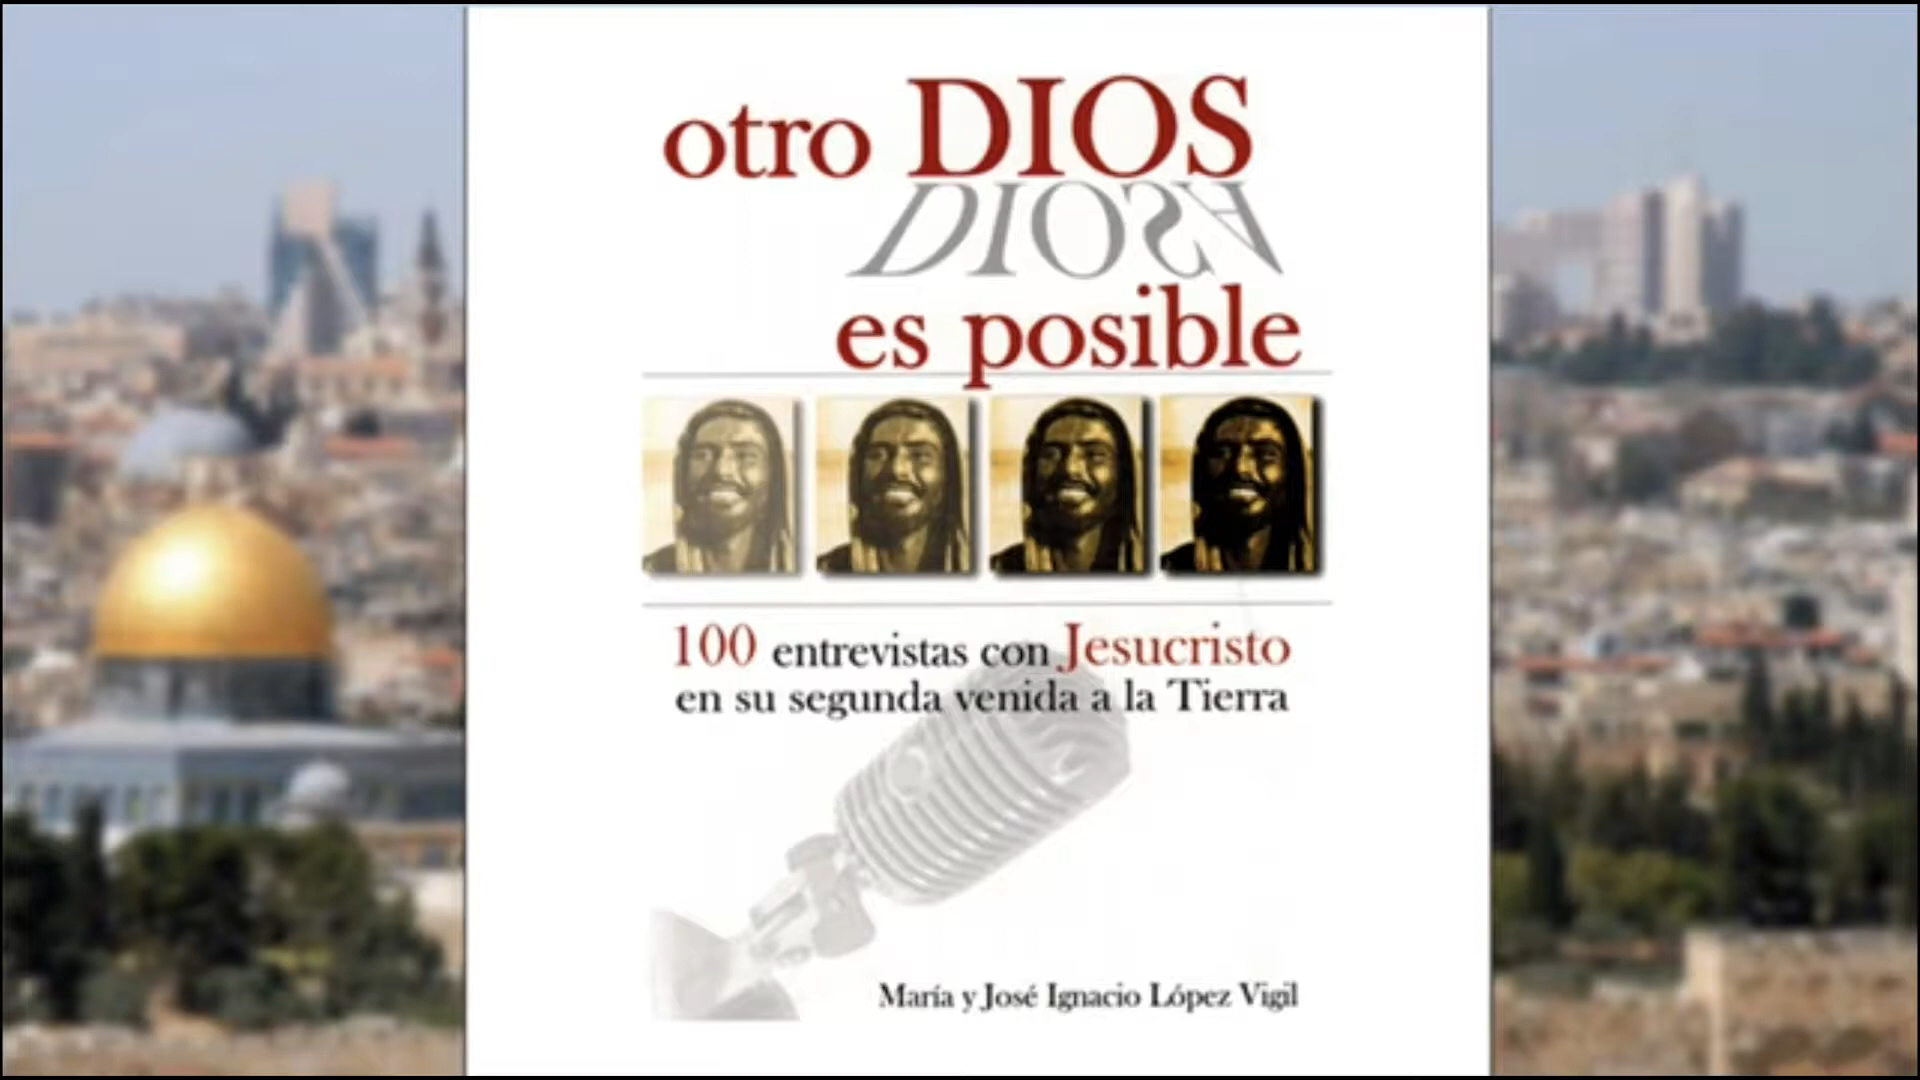 otro DIOS
DIOSA
es posible
100 entrevistas con Jesucristo
en su segunda venida a la Tierra
María y José Ignacio López Vigil